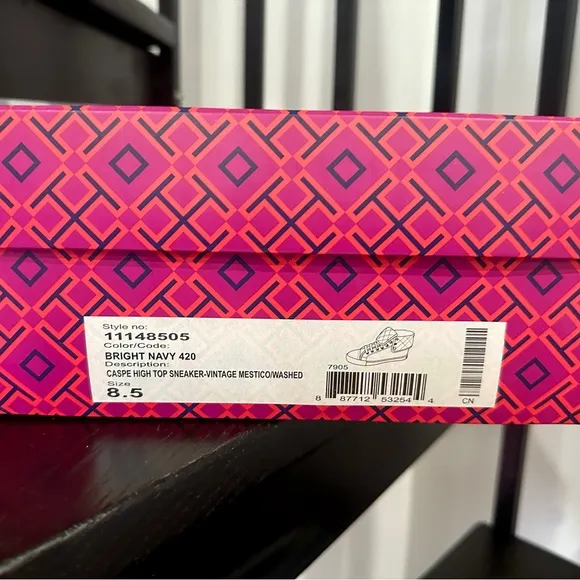 Style no:
11148505
Color/Code:
BRIGHT NAVY 420
Description:
CASPE HIGH TOP SNEAKER-VINTAGE MESTICO/WASHED
Size
8.5
7905
8 87712 53254 4
CN